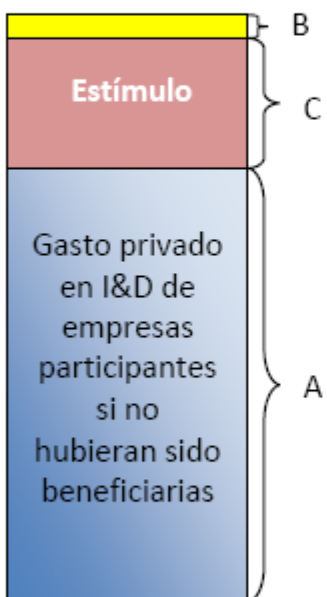 B
Estímulo
C
Gasto privado
en I&D de
empresas
participantes
si no
hubieran sido
beneficiarias
A